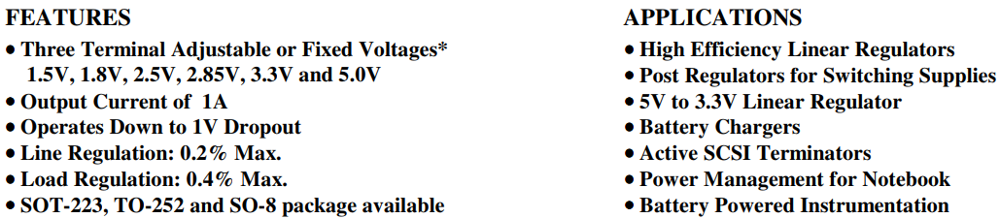 FEATURES
• Three Terminal Adjustable or Fixed Voltages*
1.5V, 1.8V, 2.5V, 2.85V, 3.3V and 5.0V
• Output Current of 1A
• Operates Down to 1V Dropout
• Line Regulation: 0.2% Max.
• Load Regulation: 0.4% Max.
• SOT-223, TO-252 and SO-8 package available
APPLICATIONS
• High Efficiency Linear Regulators
• Post Regulators for Switching Supplies
• 5V to 3.3V Linear Regulator
• Battery Chargers
• Active SCSI Terminators
• Power Management for Notebook
• Battery Powered Instrumentation